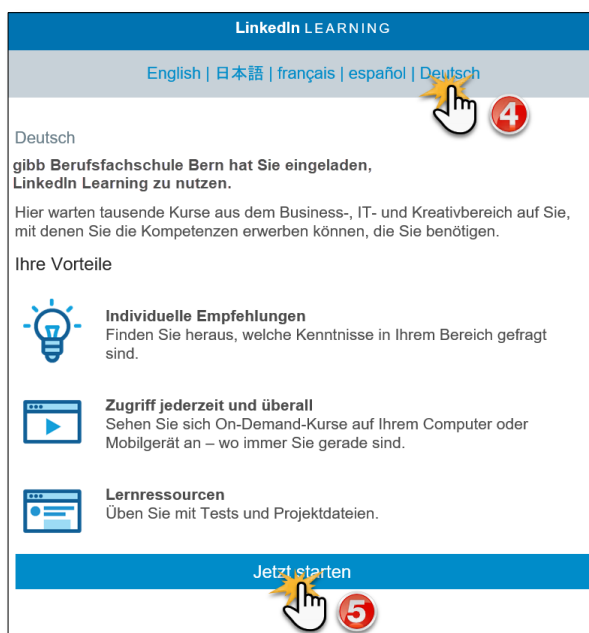 LinkedIn LEARNING
English | 日本語 | français | español | Deutsch
4
Deutsch
gibb Berufsfachschule Bern hat Sie eingeladen,
LinkedIn Learning zu nutzen.
Hier warten tausende Kurse aus dem Business-, IT- und Kreativbereich auf Sie,
mit denen Sie die Kompetenzen erwerben können, die Sie benötigen.
Ihre Vorteile
Individuelle Empfehlungen
Finden Sie heraus, welche Kenntnisse in Ihrem Bereich gefragt
sind.
Zugriff jederzeit und überall
Sehen Sie sich On-Demand-Kurse auf Ihrem Computer oder
Mobilgerät an – wo immer Sie gerade sind.
Lernressourcen
Üben Sie mit Tests und Projektdateien.
Jetzt starten
5